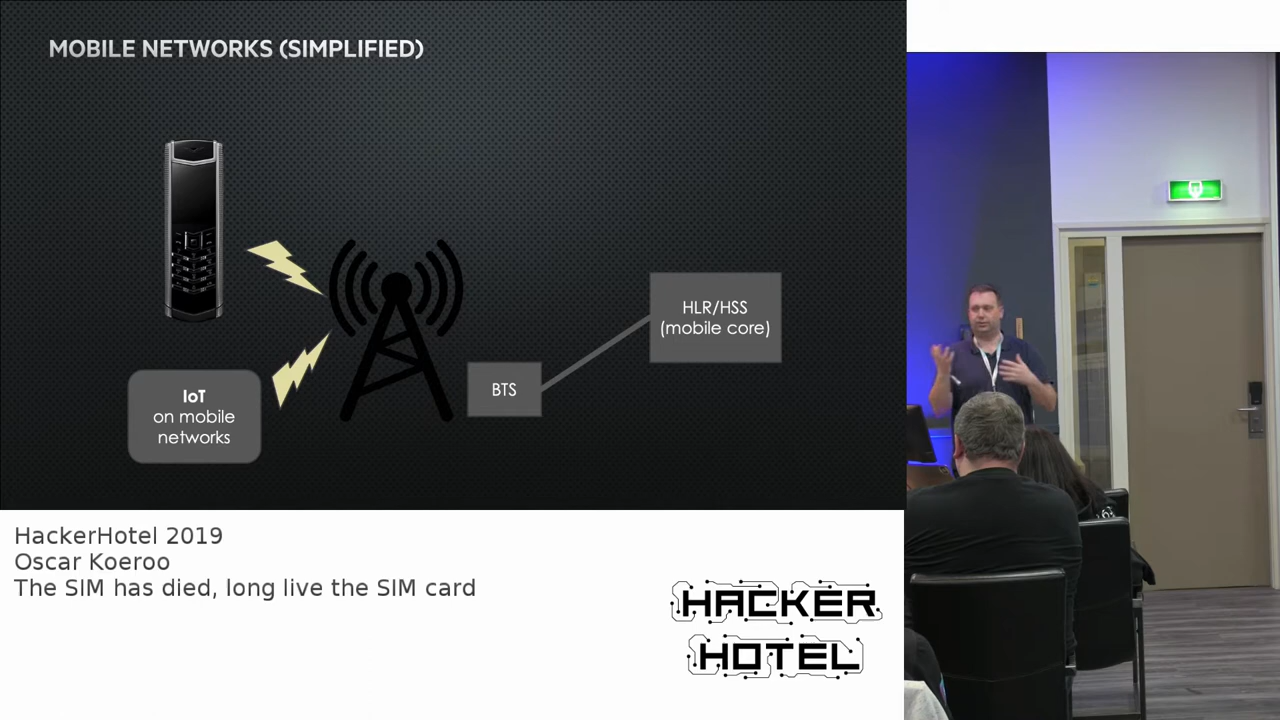 MOBILE NETWORKS (SIMPLIFIED)
HLR/HSS
(mobile core)
BTS
IoT
on mobile
networks
HackerHotel 2019
Oscar Koeroo
The SIM has died, long live the SIM card
HACKER
HOTEL